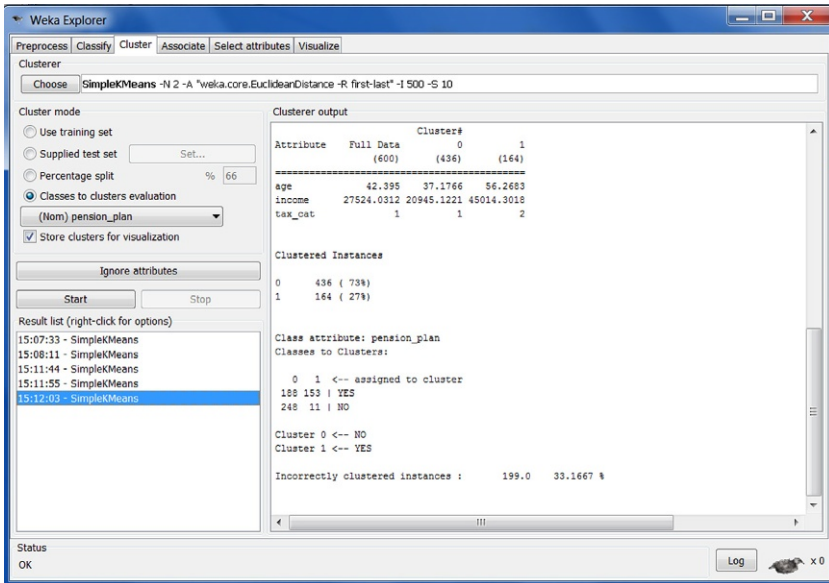 Weka Explorer
Preprocess Classify Cluster Associate Select attributes Visualize
Clusterer
Choose SimpleKMeans -N 2 -A "weka.core.EuclideanDistance -R first-last" -I 500 -S 10
Cluster mode
Use training set
Supplied test set Set...
Percentage split % 66
Classes to clusters evaluation
(Nom) pension_plan
Store clusters for visualization
Ignore attributes
Start Stop
Result list (right-click for options)
15:07:33 - SimpleKMeans
15:08:11 - SimpleKMeans
15:11:44 - SimpleKMeans
15:11:55 - SimpleKMeans
15:12:03 - SimpleKMeans
Clusterer output
Cluster#
Attribute Full Data 0 1
(600) (436) (164)
==============================================
age 42.395 37.1766 56.2683
income 27524.0312 20945.1221 45014.3018
tax_cat 1 1 2
Clustered Instances
0 436 ( 73%)
1 164 ( 27%)
Class attribute: pension_plan
Classes to Clusters:
0 1 <-- assigned to cluster
188 153 | YES
248 11 | NO
Cluster 0 <-- NO
Cluster 1 <-- YES
Incorrectly clustered instances : 199.0 33.1667 %
Status
OK
Log x 0